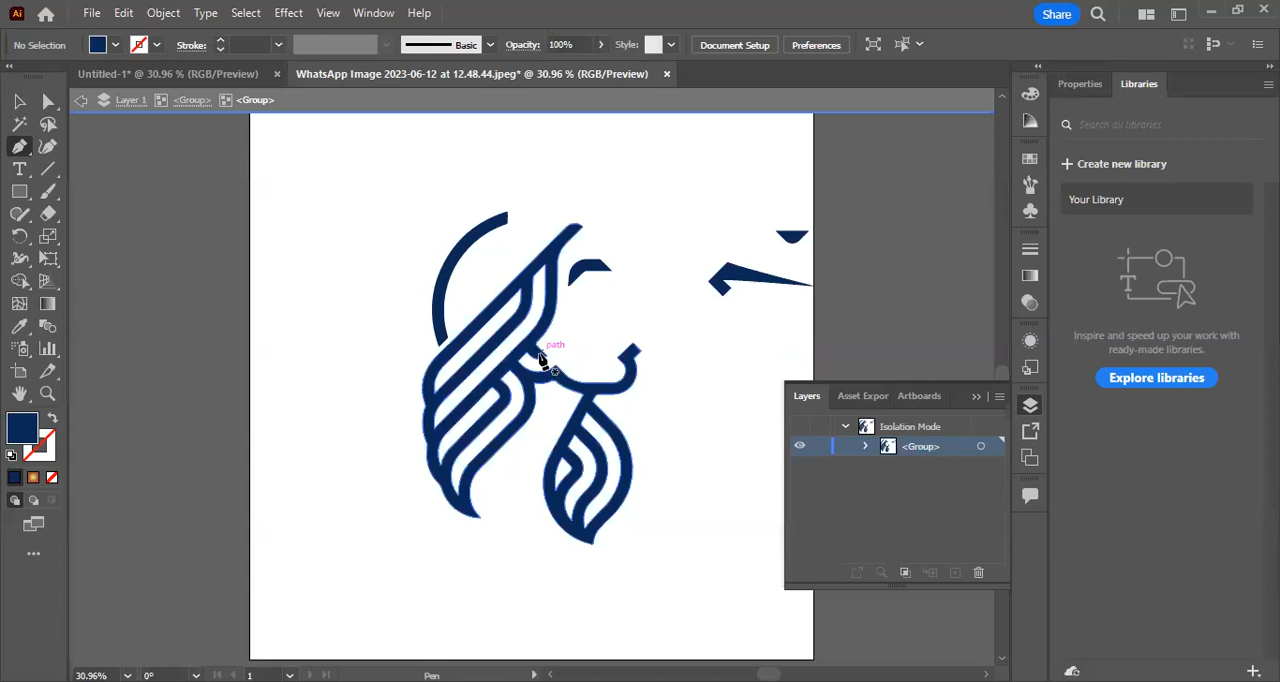 Ai File Edit Object Type Select Effect View Window Help Share
No Selection Stroke: Basic Opacity: 100% Style: Document Setup Preferences
Untitled-1* @ 30.96 % (RGB/Preview) × WhatsApp Image 2023-06-12 at 12.48.44.jpeg* @ 30.96 % (RGB/Preview) ×
Layer 1 <Group> <Group>
Properties Libraries
Search all libraries
Create new library
Your Library
path
Inspire and speed up your work with
ready-made libraries.
Explore libraries
Layers Asset Expor Artboards
Isolation Mode
<Group>
30.96% 0° 1 Pen